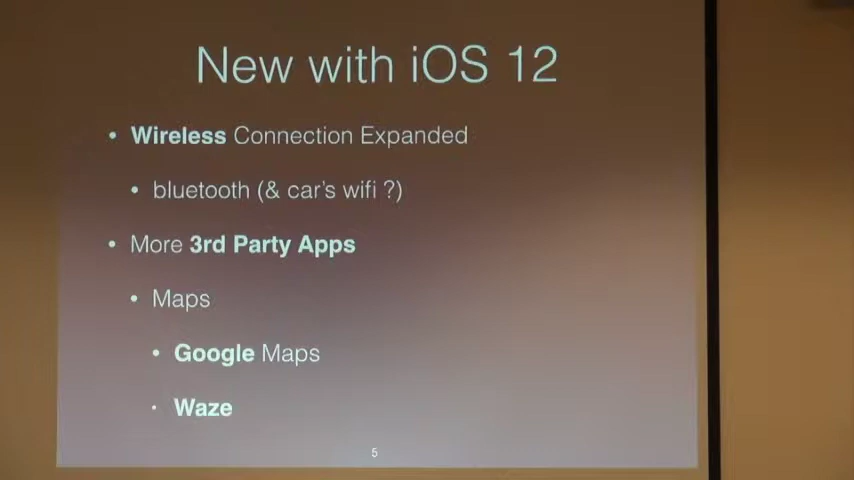 New with iOS 12
• Wireless Connection Expanded
• bluetooth (& car's wifi ?)
• More 3rd Party Apps
• Maps
• Google Maps
• Waze
5